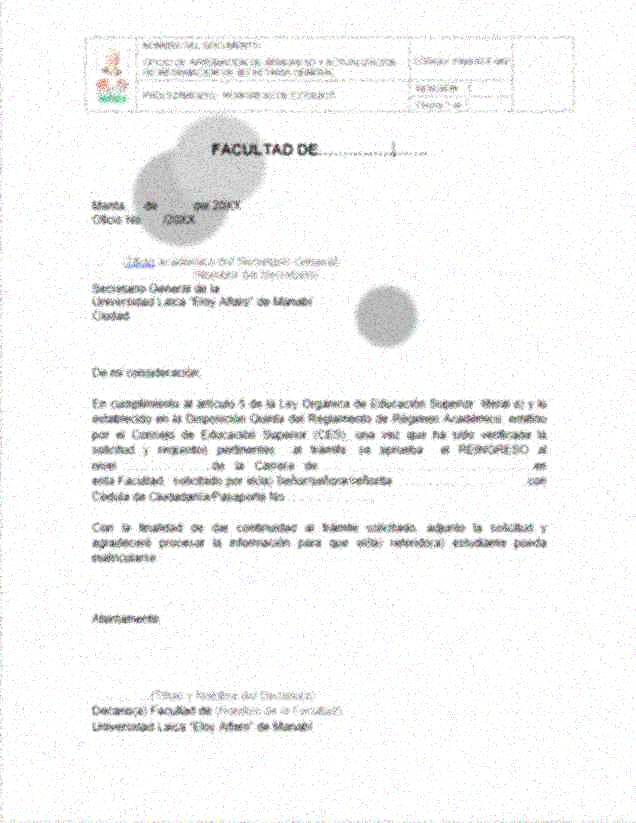 NOMBRE DEL DOCUMENTO:
OFICIO DE APROBACIÓN DE REINGRESO Y ACTUALIZACIÓN
DE INFORMACIÓN DE SECRETARÍA GENERAL
PROCEDIMIENTO: REINGRESO DE ESTUDIOS
CÓDIGO:
REVISIÓN:
Página 1 de
FACULTAD DE
Manta, de del 20XX
Oficio No. /20XX
(Título académico del Secretario General)
(Nombre del Secretario)
Secretario General de la
Universidad Laica "Eloy Alfaro" de Manabí
Ciudad
De mi consideración:
En cumplimiento al artículo 5 de la Ley Orgánica de Educación Superior literal a) y lo
establecido en la Disposición Quinta del Reglamento de Régimen Académico emitido
por el Consejo de Educación Superior (CES), una vez que ha sido verificada la
solicitud y requisitos pertinentes al trámite se aprueba el REINGRESO al
nivel de la Carrera de en
esta Facultad, solicitado por el(la) Señor/señora/señorita con
Cédula de Ciudadanía/Pasaporte No.
Con la finalidad de dar continuidad al trámite solicitado, adjunto la solicitud y
agradeceré procesar la información para que el(la) referido(a) estudiante pueda
matricularse.
Atentamente
(Título y Nombre del Decano(a))
Decano(a) Facultad de (Nombre de la Facultad)
Universidad Laica "Eloy Alfaro" de Manabí